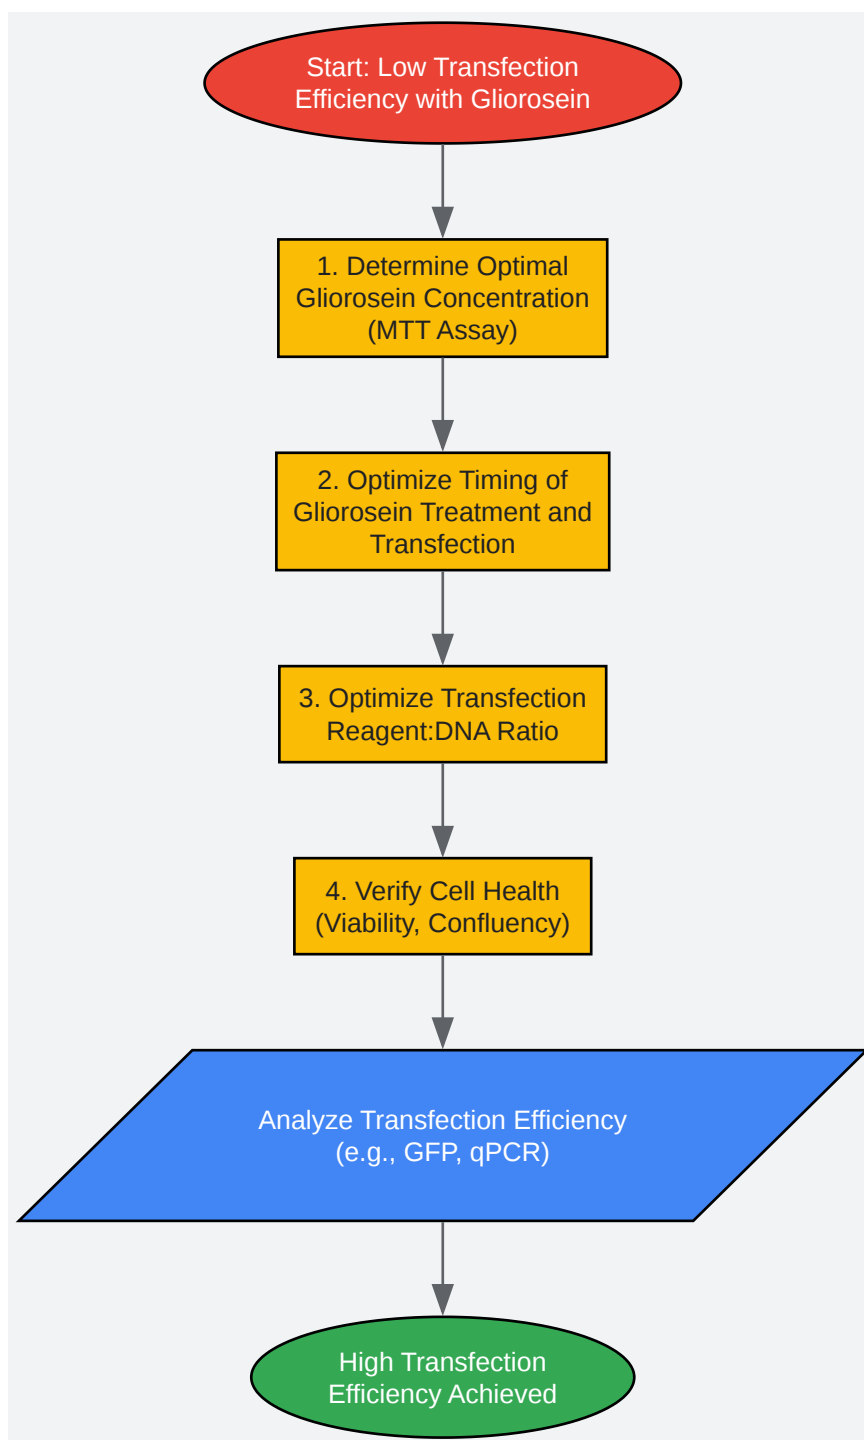 Start: Low Transfection
Efficiency with Gliorosein
1. Determine Optimal
Gliorosein Concentration
(MTT Assay)
2. Optimize Timing of
Gliorosein Treatment and
Transfection
3. Optimize Transfection
Reagent:DNA Ratio
4. Verify Cell Health
(Viability, Confluency)
Analyze Transfection Efficiency
(e.g., GFP, qPCR)
High Transfection
Efficiency Achieved